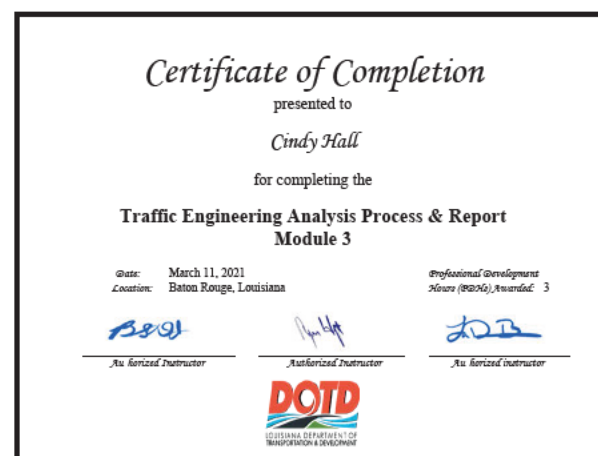 Certificate of Completion
presented to
Cindy Hall
for completing the
Traffic Engineering Analysis Process & Report
Module 3
Date: March 11, 2021
Location: Baton Rouge, Louisiana
Professional Development
Hours (PDHs) Awarded: 3
Au horized Instructor
Authorized Instructor
Au horized instructor
DOTD
LOUISIANA DEPARTMENT OF
TRANSPORTATION & DEVELOPMENT